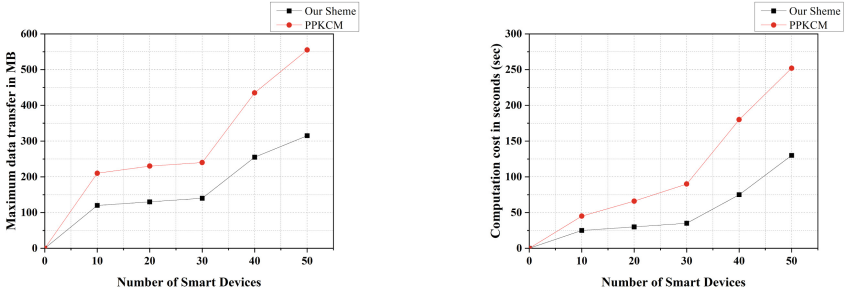 Our Sheme
PPKCM
600
500
400
300
200
100
0
Maximum data transfer in MB
0 10 20 30 40 50
Number of Smart Devices
Our Sheme
PPKCM
300
250
200
150
100
50
0
Computation cost in seconds (sec)
0 10 20 30 40 50
Number of Smart Devices